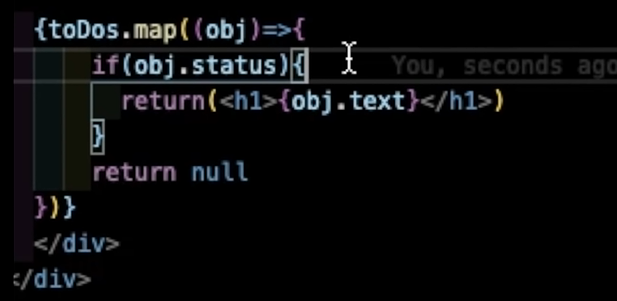 {toDos.map((obj)=>{
if(obj.status){ You, seconds ago
return(<h1>{obj.text}</h1>)
}
return null
})}
</div>
</div>